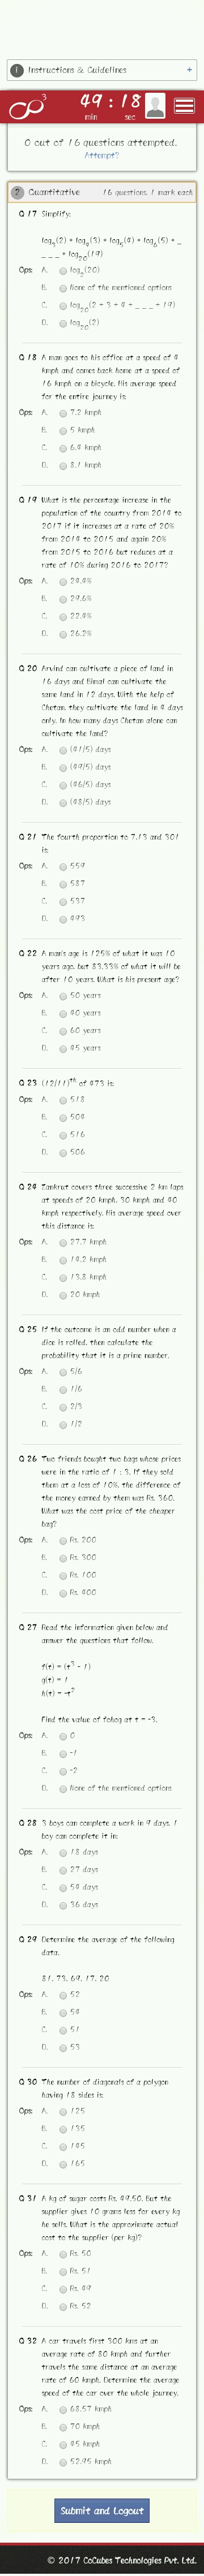 i Instructions & Guidelines +
49 : 18
min sec
0 out of 16 questions attempted.
Attempt?
2 Quantitative 16 questions, 1 mark each
Q 17 Simplify:
log3(2) + log4(3) + log5(4) + log6(5) + _
_ _ _ + log20(19)
Ops: A. log2(20)
B. None of the mentioned options
C. log20(2 + 3 + 4 + _ _ _ + 19)
D. log20(2)
Q 18 A man goes to his office at a speed of 4
kmph and comes back home at a speed of
16 kmph on a bicycle. His average speed
for the entire journey is:
Ops: A. 7.2 kmph
B. 5 kmph
C. 6.4 kmph
D. 8.1 kmph
Q 19 What is the percentage increase in the
population of the country from 2014 to
2017 if it increases at a rate of 20%
from 2014 to 2015 and again 20%
from 2015 to 2016 but reduces at a
rate of 10% during 2016 to 2017?
Ops: A. 24.4%
B. 29.6%
C. 22.4%
D. 26.2%
Q 20 Arvind can cultivate a piece of land in
16 days and Bimal can cultivate the
same land in 12 days. With the help of
Chetan, they cultivate the land in 4 days
only. In how many days Chetan alone can
cultivate the land?
Ops: A. (41/5) days
B. (49/5) days
C. (46/5) days
D. (48/5) days
Q 21 The fourth proportion to 7,13 and 301
is:
Ops: A. 559
B. 587
C. 537
D. 493
Q 22 A man's age is 125% of what it was 10
years ago, but 83.33% of what it will be
after 10 years. What is his present age?
Ops: A. 50 years
B. 40 years
C. 60 years
D. 45 years
Q 23 (12/11)th of 473 is:
Ops: A. 518
B. 504
C. 516
D. 506
Q 24 Zankrut covers three successive 2 km laps
at speeds of 20 kmph, 30 kmph and 40
kmph respectively. His average speed over
this distance is:
Ops: A. 27.7 kmph
B. 14.2 kmph
C. 13.8 kmph
D. 20 kmph
Q 25 If the outcome is an odd number when a
dice is rolled, then calculate the
probability that it is a prime number.
Ops: A. 5/6
B. 1/6
C. 2/3
D. 1/2
Q 26 Two friends bought two bags whose prices
were in the ratio of 1 : 3. If they sold
them at a loss of 10%, the difference of
the money earned by them was Rs. 360.
What was the cost price of the cheaper
bag?
Ops: A. Rs. 200
B. Rs. 300
C. Rs. 100
D. Rs. 400
Q 27 Read the information given below and
answer the questions that follow.
f(t) = (t3 - 1)
g(t) = 1
h(t) = -t2
Find the value of fohog at t = -3.
Ops: A. 0
B. -1
C. -2
D. None of the mentioned options
Q 28 3 boys can complete a work in 9 days. 1
boy can complete it in:
Ops: A. 18 days
B. 27 days
C. 54 days
D. 36 days
Q 29 Determine the average of the following
data.
81, 73, 69, 17, 20
Ops: A. 52
B. 54
C. 51
D. 53
Q 30 The number of diagonals of a polygon
having 18 sides is:
Ops: A. 125
B. 135
C. 145
D. 165
Q 31 A kg of sugar costs Rs. 49.50. But the
supplier gives 10 grams less for every kg
he sells. What is the approximate actual
cost to the supplier (per kg)?
Ops: A. Rs. 50
B. Rs. 51
C. Rs. 49
D. Rs. 52
Q 32 A car travels first 300 kms at an
average rate of 80 kmph and further
travels the same distance at an average
rate of 60 kmph. Determine the average
speed of the car over the whole journey.
Ops: A. 68.57 kmph
B. 70 kmph
C. 45 kmph
D. 52.45 kmph
Submit and Logout
© 2017 CoCubes Technologies Pvt. Ltd.